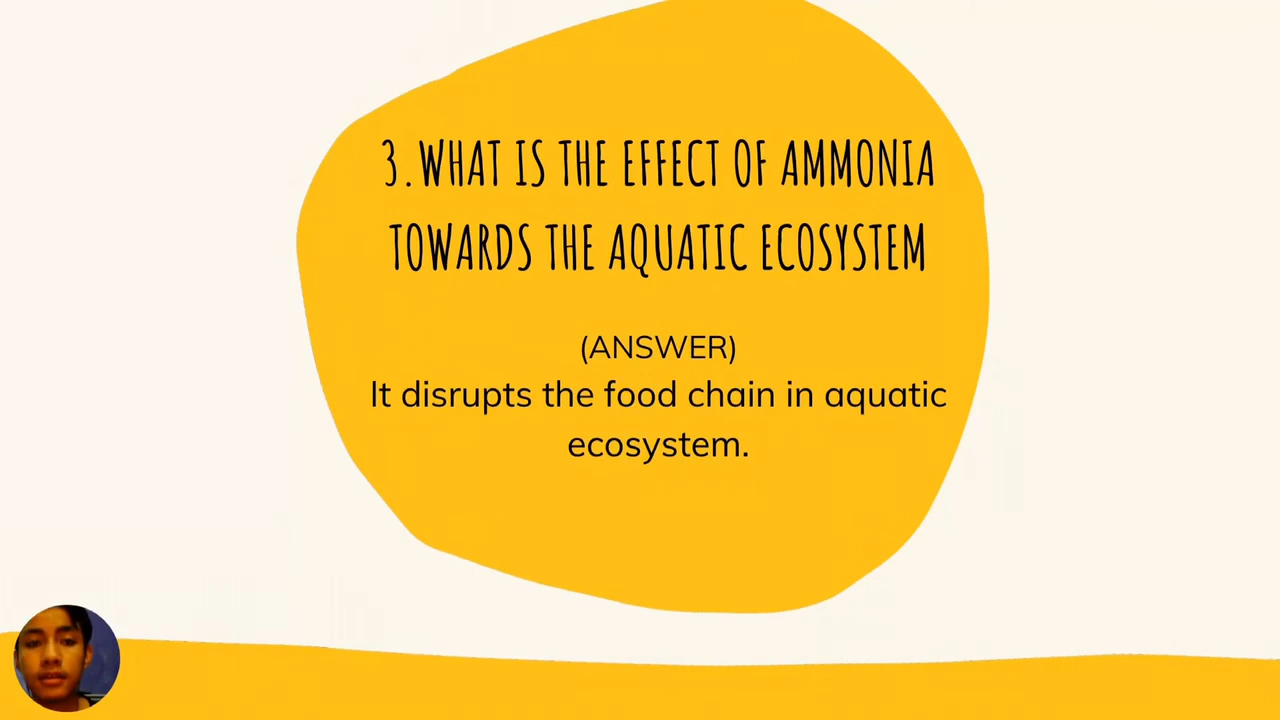 3. WHAT IS THE EFFECT OF AMMONIA
TOWARDS THE AQUATIC ECOSYSTEM
(ANSWER)
It disrupts the food chain in aquatic
ecosystem.